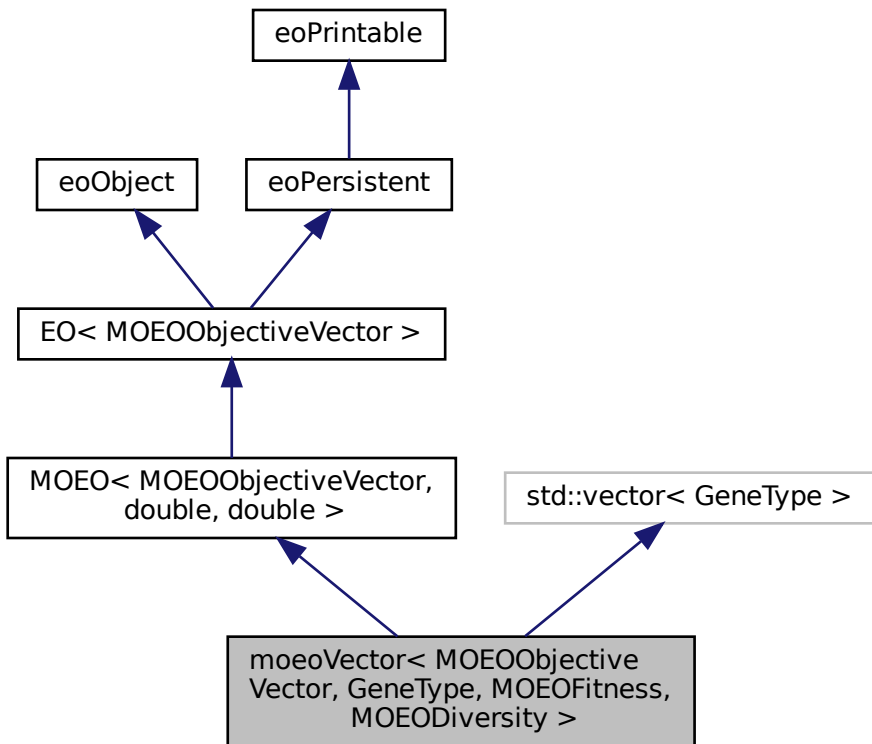 eoPrintable
eoObject
eoPersistent
EO< MOEOObjectiveVector >
MOEO< MOEOObjectiveVector,
double, double >
std::vector< GeneType >
moeoVector< MOEOObjective
Vector, GeneType, MOEOFitness,
MOEODiversity >